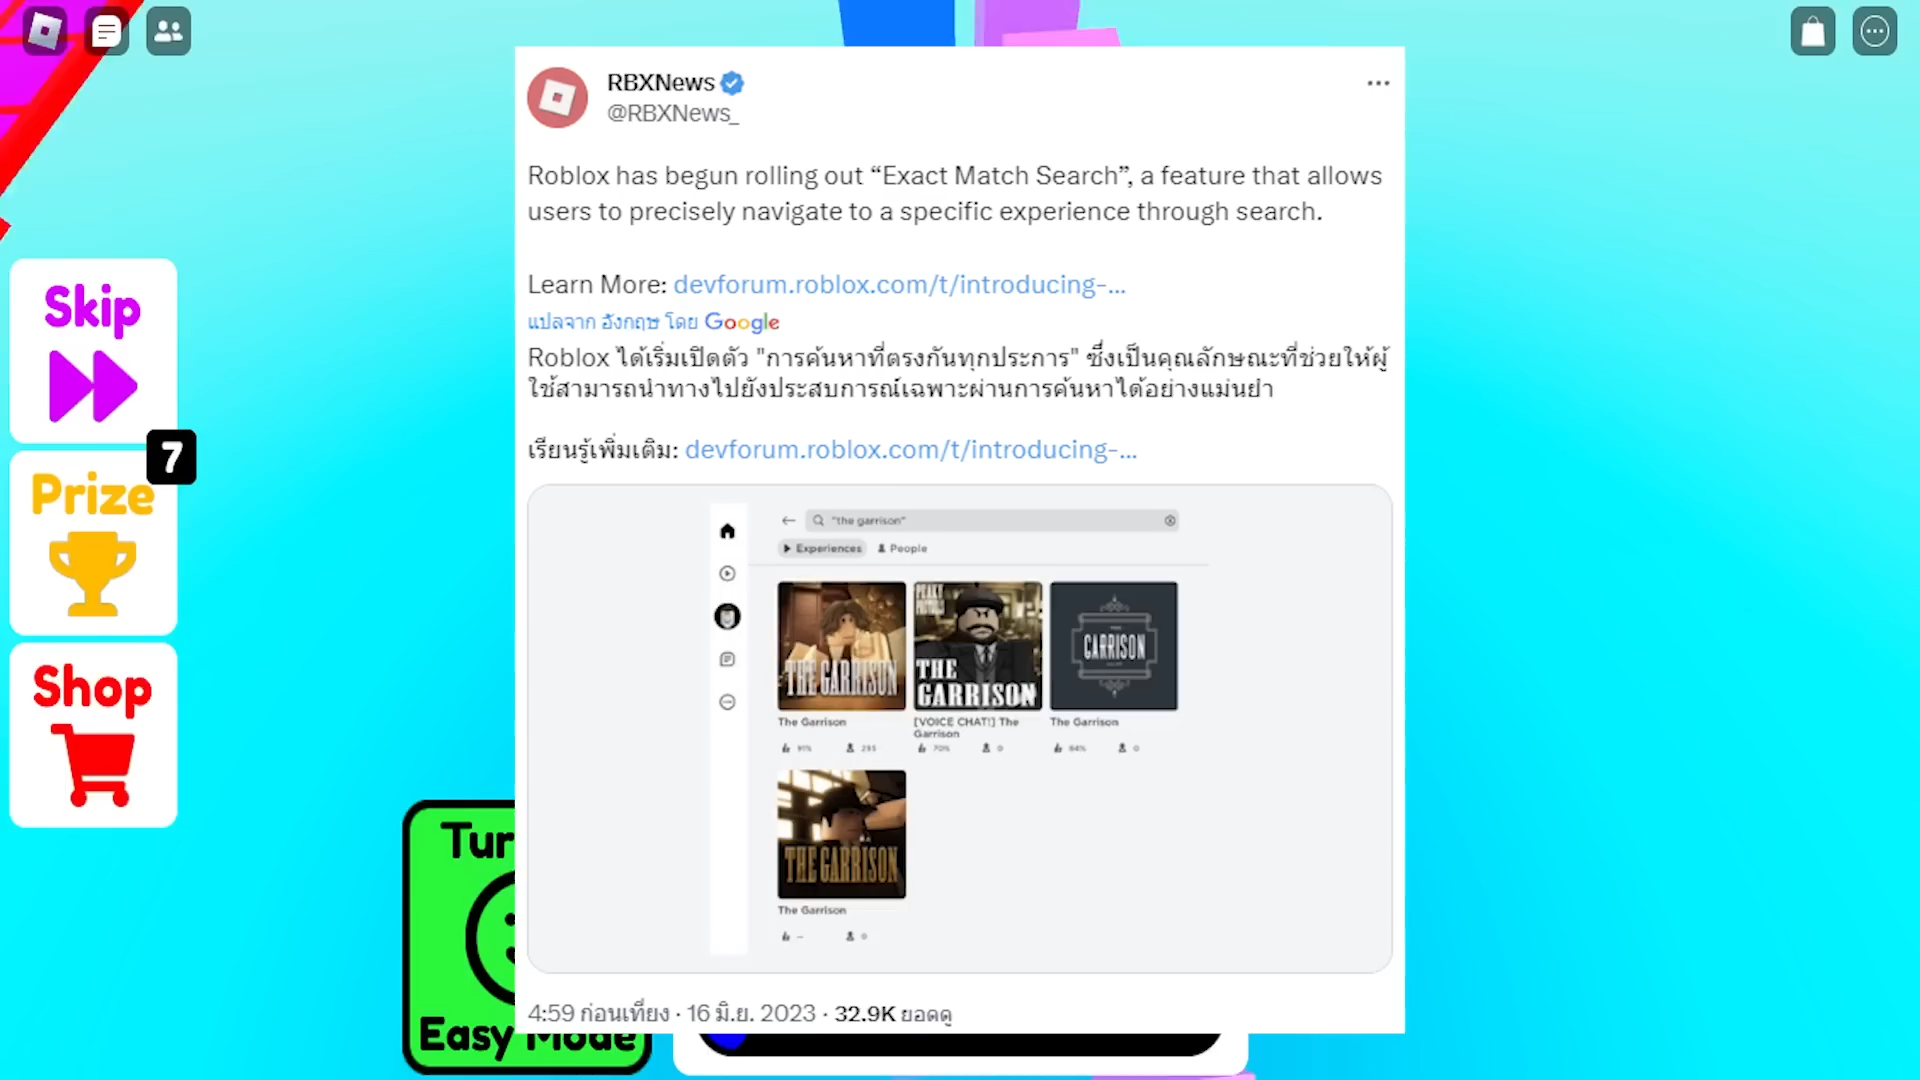 RBXNews
@RBXNews_
Roblox has begun rolling out “Exact Match Search”, a feature that allows
users to precisely navigate to a specific experience through search.
Learn More: devforum.roblox.com/t/introducing-...
แปลจาก อังกฤษ โดย Google
Roblox ได้เริ่มเปิดตัว "การค้นหาที่ตรงกันทุกประการ" ซึ่งเป็นคุณลักษณะที่ช่วยให้ผู้
ใช้สามารถนำทางไปยังประสบการณ์เฉพาะผ่านการค้นหาได้อย่างแม่นยำ
เรียนรู้เพิ่มเติม: devforum.roblox.com/t/introducing-...
"the garrison"
Experiences People
THE GARRISON
THE
GARRISON
GARRISON
The Garrison
[VOICE CHAT!] The
Garrison
The Garrison
91% 295
70% 0
84% 0
THE GARRISON
The Garrison
-- 0
4:59 ก่อนเที่ยง · 16 มิ.ย. 2023 · 32.9K ยอดดู
Skip
7
Prize
Shop
Tur
Easy Mode